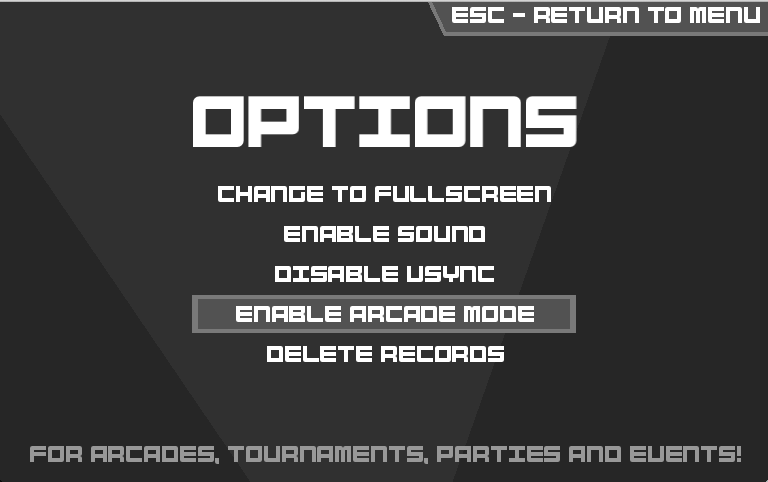 ESC - RETURN TO MENU
OPTIONS
CHANGE TO FULLSCREEN
ENABLE SOUND
DISABLE VSYNC
ENABLE ARCADE MODE
DELETE RECORDS
FOR ARCADES, TOURNAMENTS, PARTIES AND EVENTS!